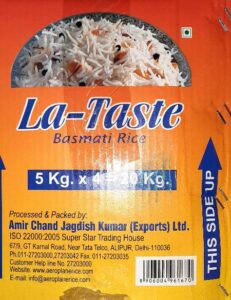 La-Taste
Basmati Rice
5 Kg. x 4 = 20 Kg.
Processed & Packed by:
Amir Chand Jagdish Kumar (Exports) Ltd.
ISO 22000:2005 Super Star Trading House
67/9, GT Karnal Road, Near Tata Telco, ALIPUR, Delhi-110036
Ph.011-27203000,27203042 Fax: 011-27203035
Customer Help line No. 27203000
Website: www.aeroplanerice.com
E-mail: info@aeroplanerice.com
8906004961670
THIS SIDE UP